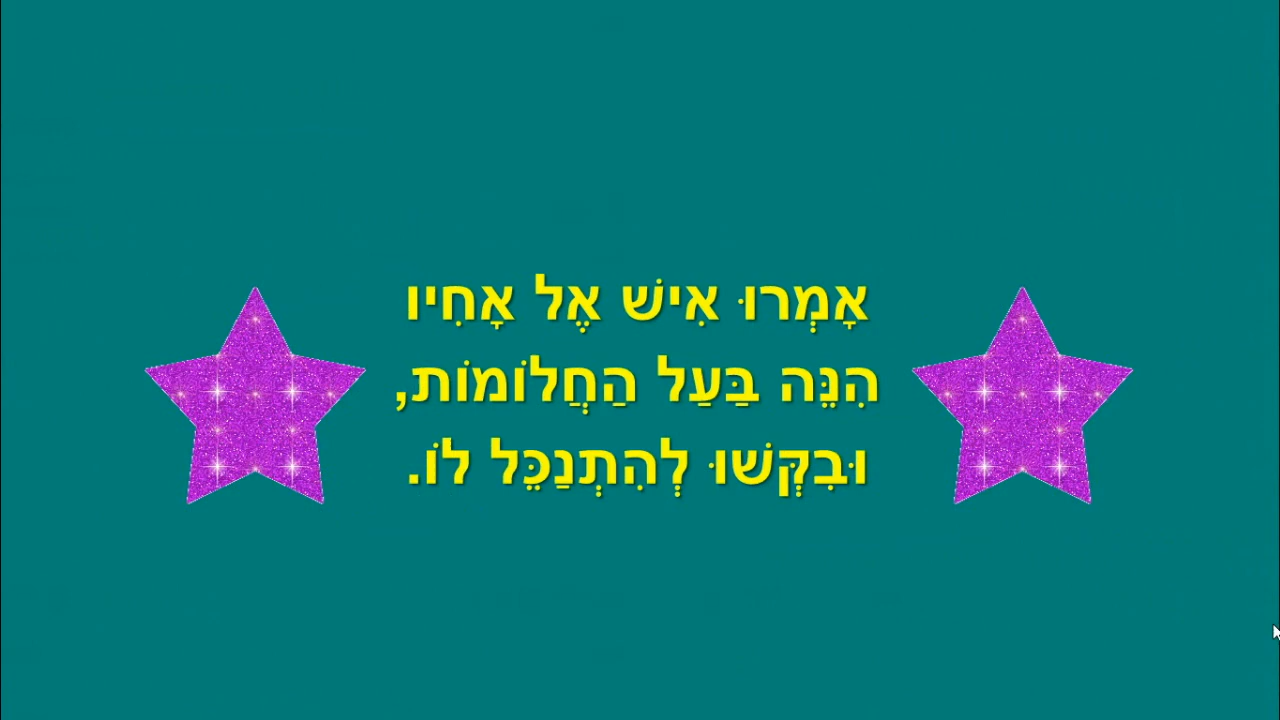 אָמְרוּ אִישׁ אֶל אָחִיו
הִנֵּה בַּעַל הַחֲלוֹמוֹת,
וּבִקְּשׁוּ לְהִתְנַכֵּל לוֹ.